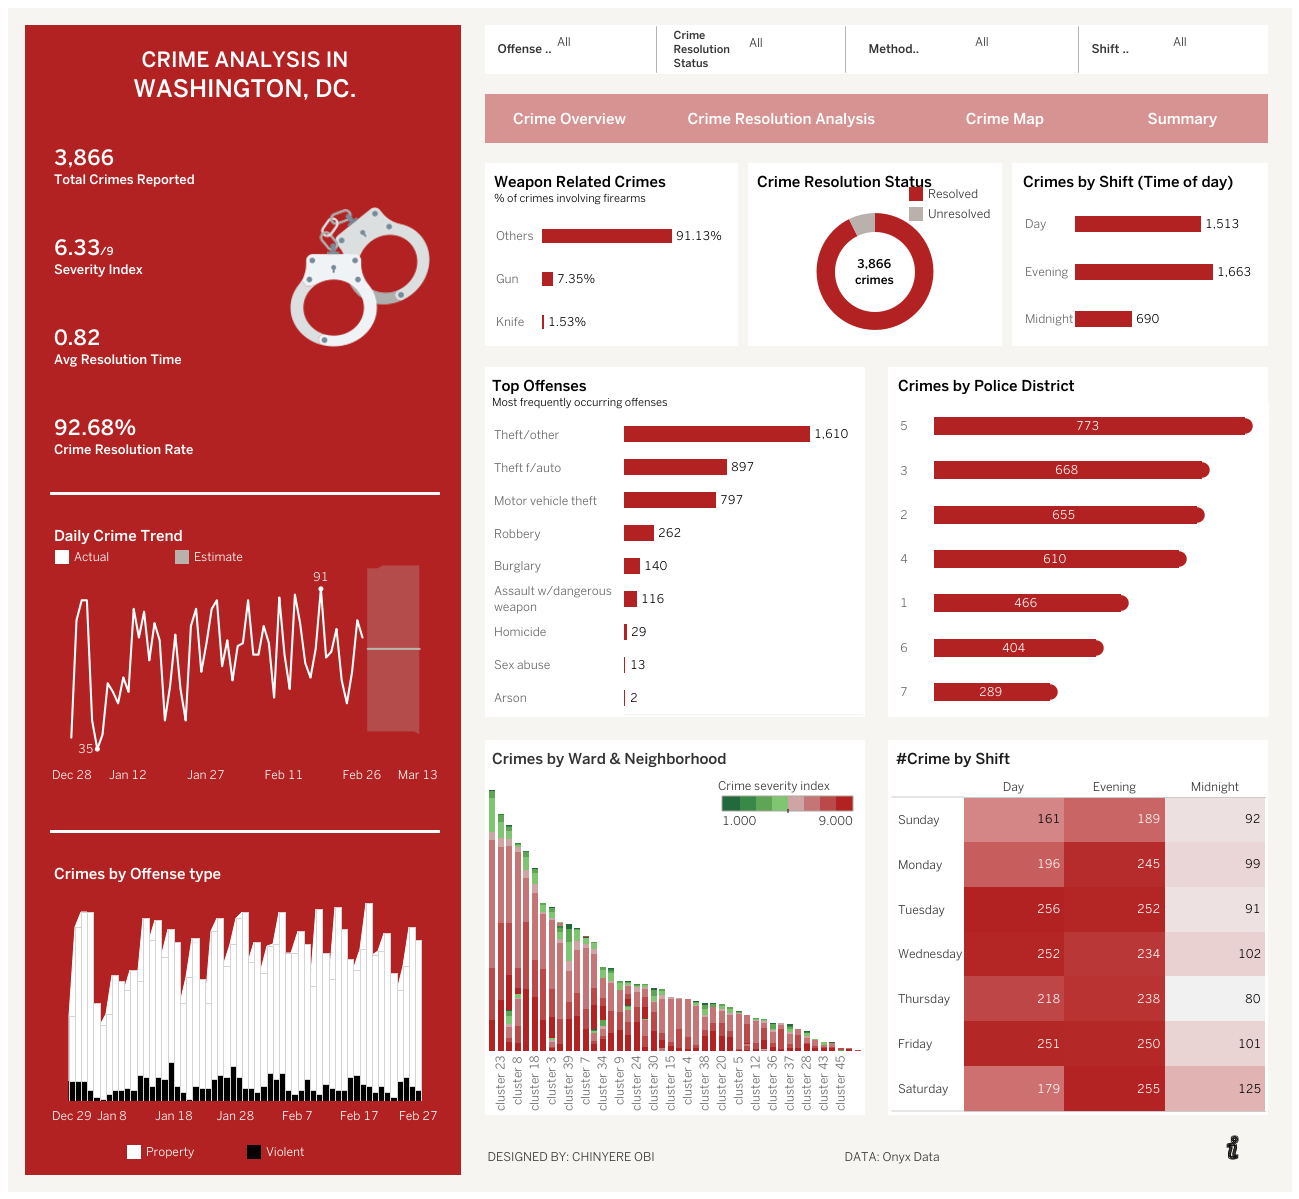 CRIME ANALYSIS IN
WASHINGTON, DC.
3,866
Total Crimes Reported
6.33/9
Severity Index
0.82
Avg Resolution Time
92.68%
Crime Resolution Rate
Daily Crime Trend
Actual Estimate
91
35
Dec 28 Jan 12 Jan 27 Feb 11 Feb 26 Mar 13
Crimes by Offense type
Dec 29 Jan 8 Jan 18 Jan 28 Feb 7 Feb 17 Feb 27
Property Violent
Offense .. All
Crime
Resolution
Status
All
Method.. All
Shift .. All
Crime Overview Crime Resolution Analysis Crime Map Summary
Weapon Related Crimes
% of crimes involving firearms
Others 91.13%
Gun 7.35%
Knife 1.53%
Crime Resolution Status
Resolved
Unresolved
3,866
crimes
Crimes by Shift (Time of day)
Day 1,513
Evening 1,663
Midnight 690
Top Offenses
Most frequently occurring offenses
Theft/other 1,610
Theft f/auto 897
Motor vehicle theft 797
Robbery 262
Burglary 140
Assault w/dangerous
weapon
116
Homicide 29
Sex abuse 13
Arson 2
Crimes by Police District
5 773
3 668
2 655
4 610
1 466
6 404
7 289
Crimes by Ward & Neighborhood
Crime severity index
1.000 9.000
cluster 23
cluster 8
cluster 18
cluster 3
cluster 39
cluster 7
cluster 34
cluster 9
cluster 24
cluster 30
cluster 15
cluster 4
cluster 38
cluster 20
cluster 5
cluster 12
cluster 36
cluster 37
cluster 28
cluster 43
cluster 45
#Crime by Shift
Day Evening Midnight
Sunday 161 189 92
Monday 196 245 99
Tuesday 256 252 91
Wednesday 252 234 102
Thursday 218 238 80
Friday 251 250 101
Saturday 179 255 125
DESIGNED BY: CHINYERE OBI
DATA: Onyx Data
i